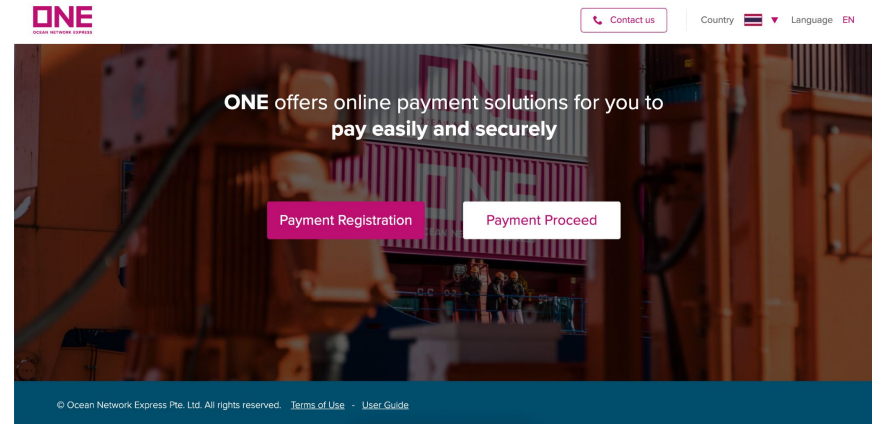 ONE
OCEAN NETWORK EXPRESS
Contact us
Country
Language EN
ONE offers online payment solutions for you to
pay easily and securely
Payment Registration
Payment Proceed
© Ocean Network Express Pte. Ltd. All rights reserved. Terms of Use - User Guide